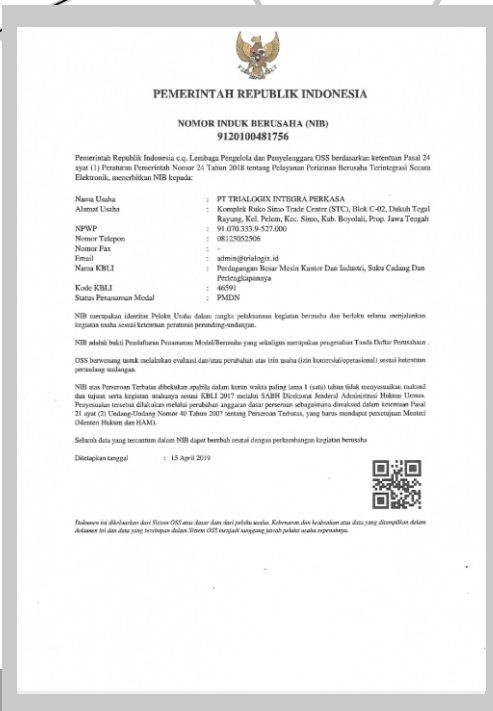 PEMERINTAH REPUBLIK INDONESIA
NOMOR INDUK BERUSAHA (NIB)
9120100481756
Pemerintah Republik Indonesia c.q. Lembaga Pengelola dan Penyelenggara OSS berdasarkan ketentuan Pasal 24
ayat (1) Peraturan Pemerintah Nomor 24 Tahun 2018 tentang Pelayanan Perizinan Berusaha Terintegrasi Secara
Elektronik, menerbitkan NIB kepada:
Nama Usaha : PT TRIALOGIX INTEGRA PERKASA
Alamat Usaha : Komplek Ruko Simo Trade Center (STC), Blok C-02, Dukuh Tegal
Rayung, Kel. Pelem, Kec. Simo, Kab. Boyolali, Prop. Jawa Tengah
NPWP : 91.070.333.9-527.000
Nomor Telepon : 08125052506
Nomor Fax : -
Email : admin@trialogix.id
Nama KBLI : Perdagangan Besar Mesin Kantor Dan Industri, Suku Cadang Dan
Perlengkapannya
Kode KBLI : 46591
Status Penanaman Modal : PMDN
NIB merupakan identitas Pelaku Usaha dalam rangka pelaksanaan kegiatan berusaha dan berlaku selama menjalankan
kegiatan usaha sesuai ketentuan peraturan perundang-undangan.
NIB adalah bukti Pendaftaran Penanaman Modal/Berusaha yang sekaligus merupakan pengesahan Tanda Daftar Perusahaan .
OSS berwenang untuk melakukan evaluasi dan/atau perubahan atas izin usaha (izin komersial/operasional) sesuai ketentuan
perundang-undangan.
NIB atas Perseroan Terbatas dibekukan apabila dalam kurun waktu paling lama 1 (satu) tahun tidak menyesuaikan maksud
dan tujuan serta kegiatan usahanya sesuai KBLI 2017 melalui SABH Direktorat Jenderal Administrasi Hukum Umum.
Penyesuaian tersebut dilakukan melalui perubahan anggaran dasar perseroan sebagaimana dimaksud dalam ketentuan Pasal
21 ayat (2) Undang-Undang Nomor 40 Tahun 2007 tentang Perseroan Terbatas, yang harus mendapat persetujuan Menteri
(Menteri Hukum dan HAM).
Seluruh data yang tercantum dalam NIB dapat berubah sesuai dengan perkembangan kegiatan berusaha
Ditetapkan tanggal : 15 April 2019
Dokumen ini dikeluarkan dari Sistem OSS atas dasar data dari pelaku usaha. Kebenaran dan keabsahan atas data yang ditampilkan dalam
dokumen ini dan data yang tersimpan dalam Sistem OSS menjadi tanggung jawab pelaku usaha sepenuhnya.